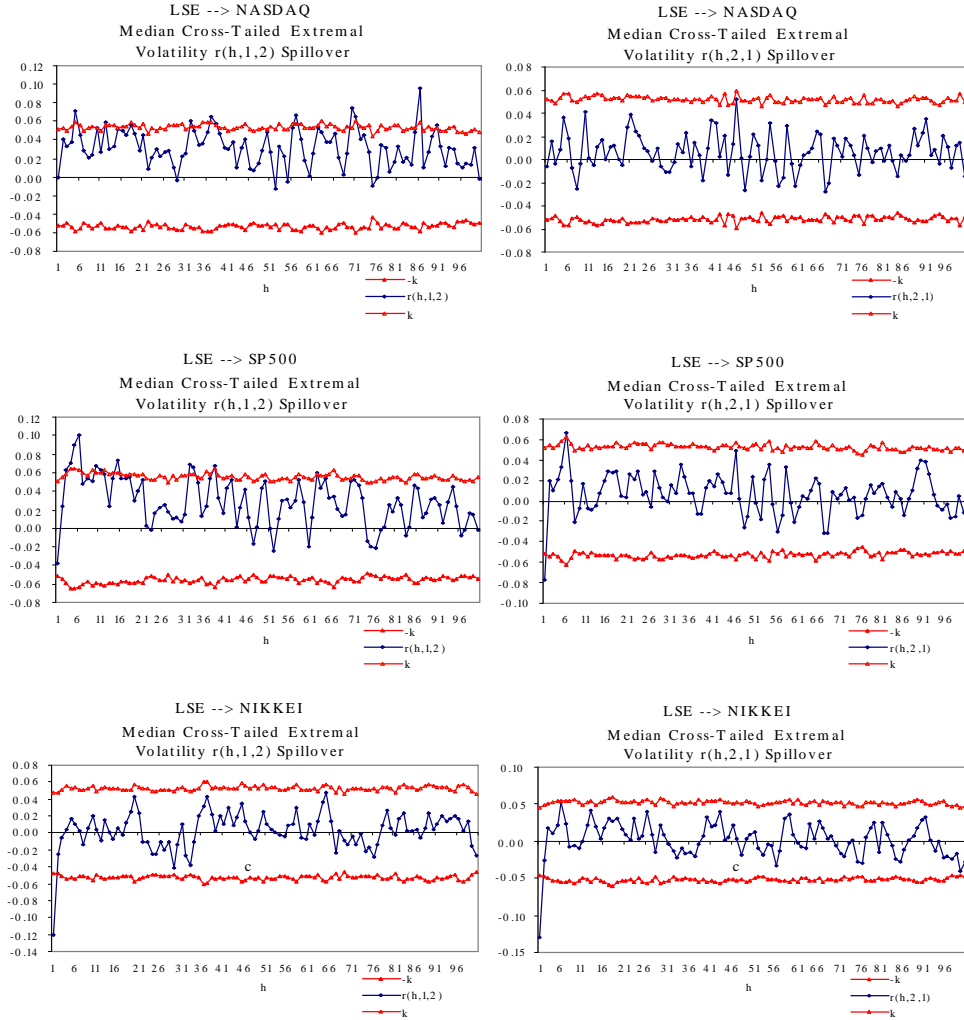 LSE --> NASDAQ
Median Cross-Tailed Extremal
Volatility r(h,1,2) Spillover
0.12
0.10
0.08
0.06
0.04
0.02
0.00
-0.02
-0.04
-0.06
-0.08
1 6 11 16 21 26 31 36 41 46 51 56 61 66 71 76 81 86 91 96
h
-k
r(h,1,2)
k
LSE --> NASDAQ
Median Cross-Tailed Extremal
Volatility r(h,2,1) Spillover
0.08
0.06
0.04
0.02
0.00
-0.02
-0.04
-0.06
-0.08
1 6 11 16 21 26 31 36 41 46 51 56 61 66 71 76 81 86 91 96
h
-k
r(h,2,1)
k
LSE --> SP500
Median Cross-Tailed Extremal
Volatility r(h,1,2) Spillover
0.12
0.10
0.08
0.06
0.04
0.02
0.00
-0.02
-0.04
-0.06
-0.08
1 6 11 16 21 26 31 36 41 46 51 56 61 66 71 76 81 86 91 96
h
-k
r(h,1,2)
k
LSE --> SP500
Median Cross-Tailed Extremal
Volatility r(h,2,1) Spillover
0.08
0.06
0.04
0.02
0.00
-0.02
-0.04
-0.06
-0.08
-0.10
1 6 11 16 21 26 31 36 41 46 51 56 61 66 71 76 81 86 91 96
h
-k
r(h,2,1)
k
LSE --> NIKKEI
Median Cross-Tailed Extremal
Volatility r(h,1,2) Spillover
0.08
0.06
0.04
0.02
0.00
-0.02
-0.04
-0.06
-0.08
-0.10
-0.12
-0.14
c
1 6 11 16 21 26 31 36 41 46 51 56 61 66 71 76 81 86 91 96
h
-k
r(h,1,2)
k
LSE --> NIKKEI
Median Cross-Tailed Extremal
Volatility r(h,2,1) Spillover
0.10
0.05
0.00
-0.05
-0.10
-0.15
c
1 6 11 16 21 26 31 36 41 46 51 56 61 66 71 76 81 86 91 96
h
-k
r(h,2,1)
k